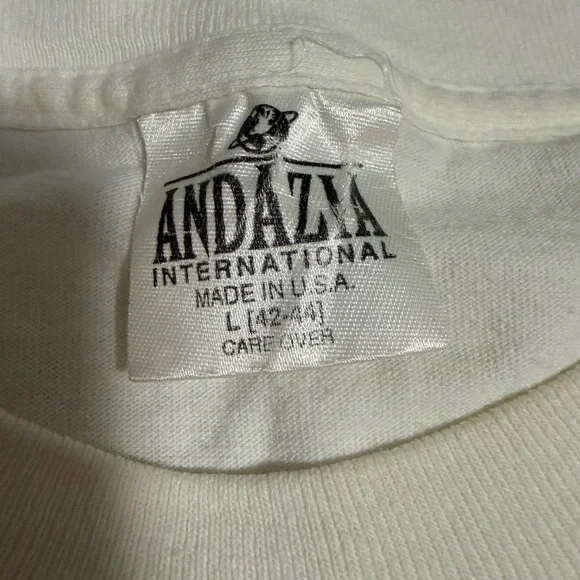 ANDAZIA
INTERNATIONAL
MADE IN U.S.A.
L [42-44]
CARE OVER